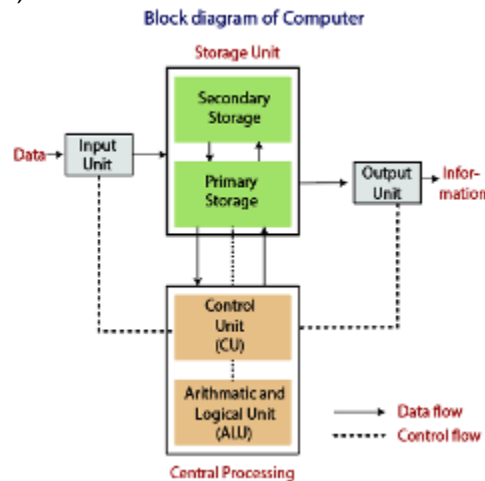 Block diagram of Computer
Storage Unit
Secondary
Storage
Data
Input
Unit
Primary
Storage
Output
Unit
Infor-
mation
Control
Unit
(CU)
Arithmatic and
Logical Unit
(ALU)
Data flow
Control flow
Central Processing